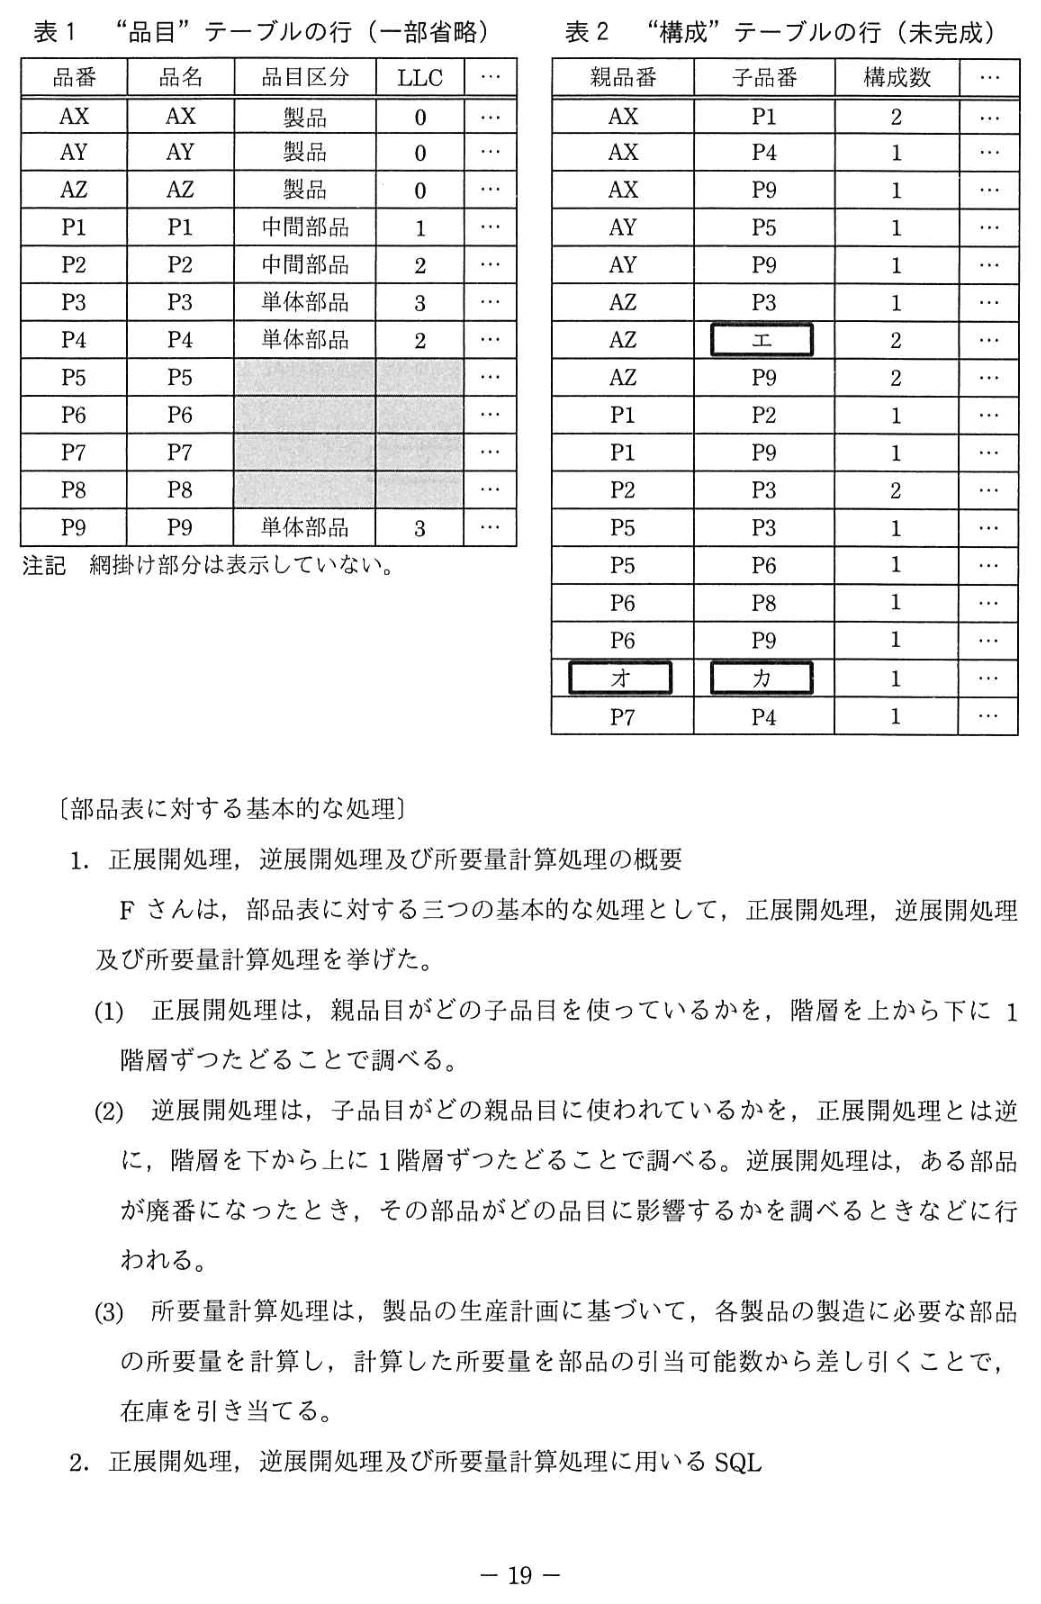 表1 “品目”テーブルの行（一部省略）
品番 品名 品目区分 LLC …
AX AX 製品 0 …
AY AY 製品 0 …
AZ AZ 製品 0 …
P1 P1 中間部品 1 …
P2 P2 中間部品 2 …
P3 P3 単体部品 3 …
P4 P4 単体部品 2 …
P5 P5 …
P6 P6 …
P7 P7 …
P8 P8 …
P9 P9 単体部品 3 …
注記 網掛け部分は表示していない。
表2 “構成”テーブルの行（未完成）
親品番 子品番 構成数 …
AX P1 2 …
AX P4 1 …
AX P9 1 …
AY P5 1 …
AY P9 1 …
AZ P3 1 …
AZ エ 2 …
AZ P9 2 …
P1 P2 1 …
P1 P9 1 …
P2 P3 2 …
P5 P3 1 …
P5 P6 1 …
P6 P8 1 …
P6 P9 1 …
オ カ 1 …
P7 P4 1 …
〔部品表に対する基本的な処理〕
1. 正展開処理，逆展開処理及び所要量計算処理の概要
Fさんは，部品表に対する三つの基本的な処理として，正展開処理，逆展開処理
及び所要量計算処理を挙げた。
(1) 正展開処理は，親品目がどの子品目を使っているかを，階層を上から下に 1
階層ずつたどることで調べる。
(2) 逆展開処理は，子品目がどの親品目に使われているかを，正展開処理とは逆
に，階層を下から上に1階層ずつたどることで調べる。逆展開処理は，ある部品
が廃番になったとき，その部品がどの品目に影響するかを調べるときなどに行
われる。
(3) 所要量計算処理は，製品の生産計画に基づいて，各製品の製造に必要な部品
の所要量を計算し，計算した所要量を部品の引当可能数から差し引くことで，
在庫を引き当てる。
2. 正展開処理，逆展開処理及び所要量計算処理に用いるSQL
－ 19 －